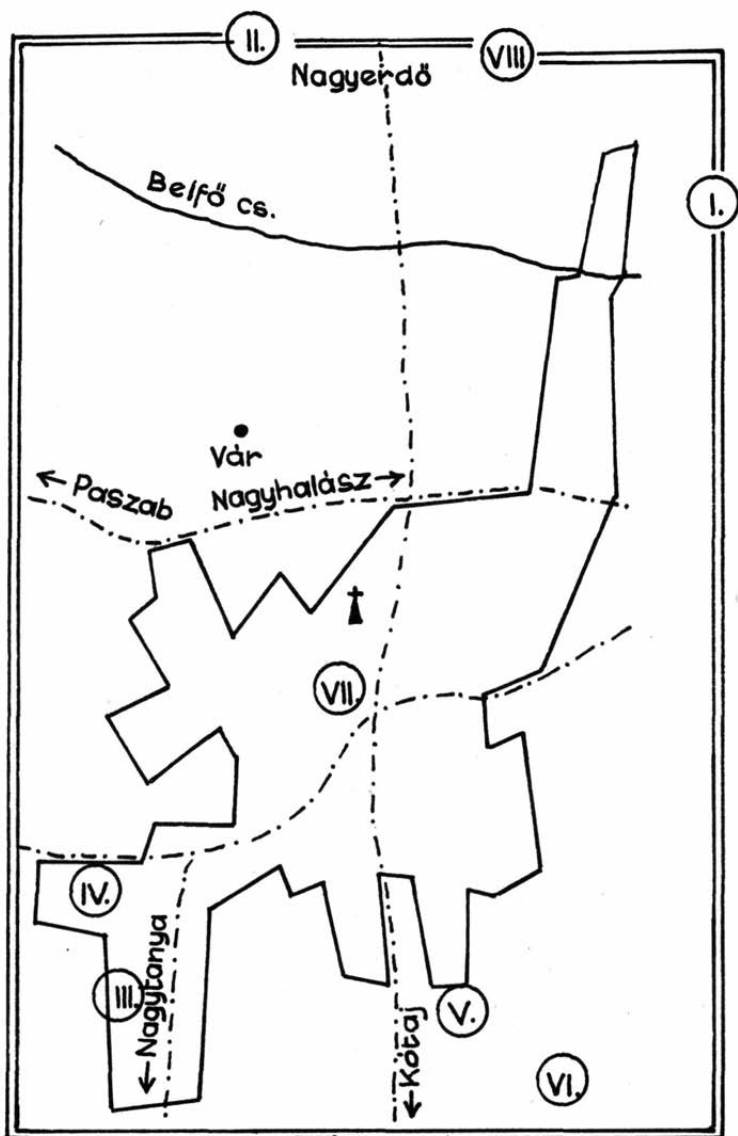 II.
VIII
Nagyerdő
I.
Belfő cs.
Vár
← Paszab
Nagyhalász →
VII.
IV.
III.
← Nagytanya
V.
← Kótaj
VI.